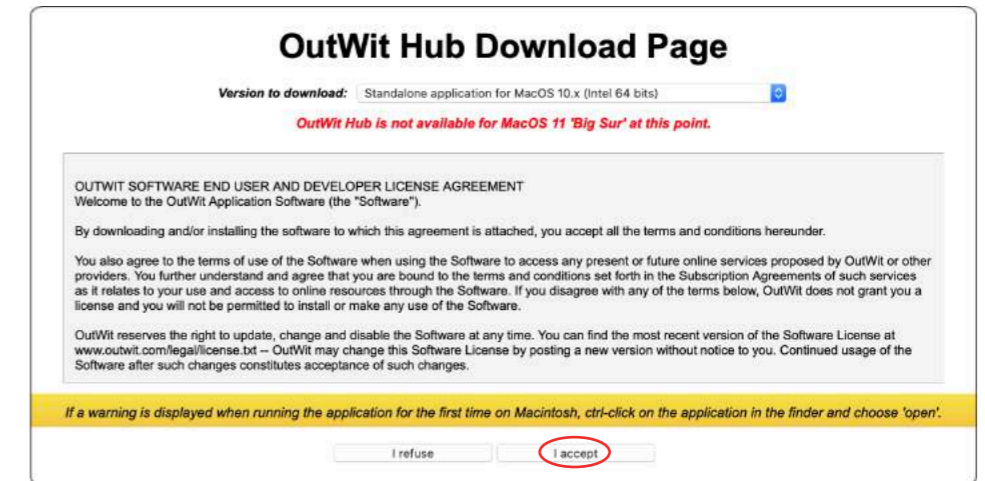 OutWit Hub Download Page
Version to download: Standalone application for MacOS 10.x (Intel 64 bits)
OutWit Hub is not available for MacOS 11 'Big Sur' at this point.
OUTWIT SOFTWARE END USER AND DEVELOPER LICENSE AGREEMENT
Welcome to the OutWit Application Software (the "Software").
By downloading and/or installing the software to which this agreement is attached, you accept all the terms and conditions hereunder.
You also agree to the terms of use of the Software when using the Software to access any present or future online services proposed by OutWit or other
providers. You further understand and agree that you are bound to the terms and conditions set forth in the Subscription Agreements of such services
as it relates to your use and access to online resources through the Software. If you disagree with any of the terms below, OutWit does not grant you a
license and you will not be permitted to install or make any use of the Software.
OutWit reserves the right to update, change and disable the Software at any time. You can find the most recent version of the Software License at
www.outwit.com/legal/license.txt -- OutWit may change this Software License by posting a new version without notice to you. Continued usage of the
Software after such changes constitutes acceptance of such changes.
If a warning is displayed when running the application for the first time on Macintosh, ctrl-click on the application in the finder and choose 'open'.
I refuse I accept